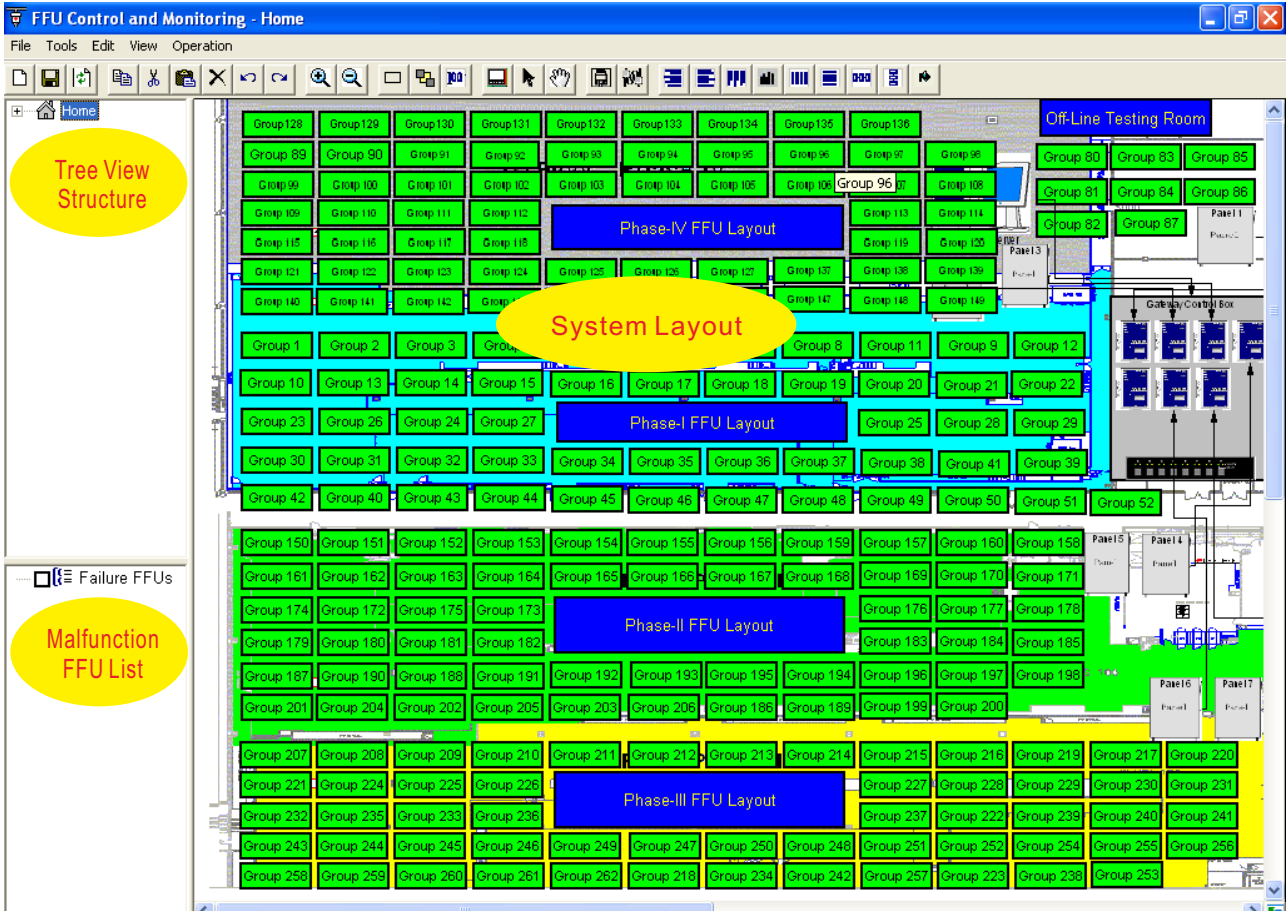 FFU Control and Monitoring - Home
File Tools Edit View Operation
Home
Tree View
Structure
Failure FFUs
Malfunction
FFU List
Group128 Group129 Group130 Group131 Group132 Group133 Group134 Group135 Group136
Off-Line Testing Room
Group 89 Group 90 Group 91 Group 92 Group 93 Group 94 Group 95 Group 96 Group 97 Group 98
Group 80 Group 83 Group 85
Group 99 Group 100 Group 101 Group 102 Group 103 Group 104 Group 105 Group 106 Group 96 07 Group 108
Group 81 Group 84 Group 86
Group 109 Group 110 Group 111 Group 112 Phase-IV FFU Layout Group 113 Group 114
Group 82 Group 87 Panel 1
Group 115 Group 116 Group 117 Group 118 Group 119 Group 120
Panel 3
Panel
Group 121 Group 122 Group 123 Group 124 Group 125 Group 126 Group 127 Group 137 Group 138 Group 139
Group 140 Group 141 Group 142 Group 147 Group 148 Group 149
Gateway Control Box
System Layout
Group 1 Group 2 Group 3 Group 8 Group 11 Group 9 Group 12
Group 10 Group 13 Group 14 Group 15 Group 16 Group 17 Group 18 Group 19 Group 20 Group 21 Group 22
Group 23 Group 26 Group 24 Group 27 Phase-I FFU Layout Group 25 Group 28 Group 29
Group 30 Group 31 Group 32 Group 33 Group 34 Group 35 Group 36 Group 37 Group 38 Group 41 Group 39
Group 42 Group 40 Group 43 Group 44 Group 45 Group 46 Group 47 Group 48 Group 49 Group 50 Group 51 Group 52
Group 150 Group 151 Group 152 Group 153 Group 154 Group 155 Group 156 Group 159 Group 157 Group 160 Group 158
Panel 5 Panel 4
Panel
Group 161 Group 162 Group 163 Group 164 Group 165 Group 166 Group 167 Group 168 Group 169 Group 170 Group 171
Group 174 Group 172 Group 175 Group 173 Phase-II FFU Layout Group 176 Group 177 Group 178
Group 179 Group 180 Group 181 Group 182 Group 183 Group 184 Group 185
Group 187 Group 190 Group 188 Group 191 Group 192 Group 193 Group 195 Group 194 Group 196 Group 197 Group 198
Panel 6 Panel 7
Panel Panel
Group 201 Group 204 Group 202 Group 205 Group 203 Group 206 Group 186 Group 189 Group 199 Group 200
Group 207 Group 208 Group 209 Group 210 Group 211 Group 212 Group 213 Group 214 Group 215 Group 216 Group 219 Group 217 Group 220
Group 221 Group 224 Group 225 Group 226 Phase-III FFU Layout Group 227 Group 228 Group 229 Group 230 Group 231
Group 232 Group 235 Group 233 Group 236 Group 237 Group 222 Group 239 Group 240 Group 241
Group 243 Group 244 Group 245 Group 246 Group 249 Group 247 Group 250 Group 248 Group 251 Group 252 Group 254 Group 255 Group 256
Group 258 Group 259 Group 260 Group 261 Group 262 Group 218 Group 234 Group 242 Group 257 Group 223 Group 238 Group 253